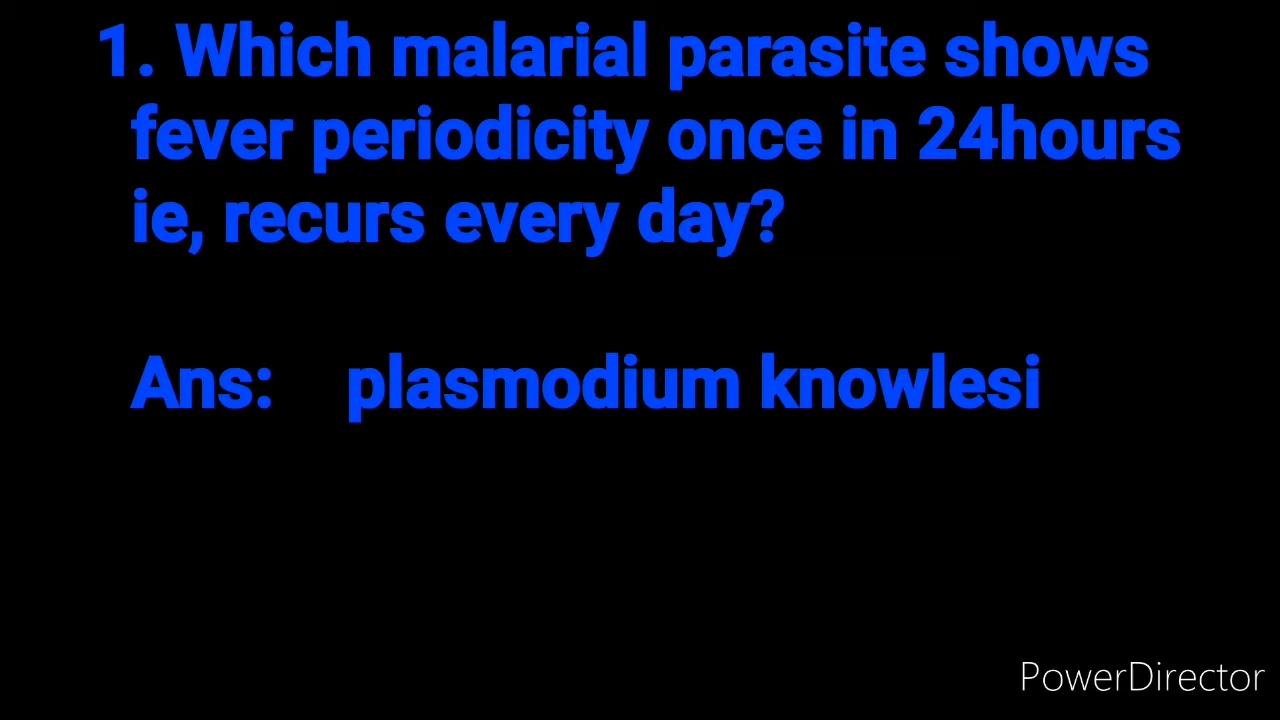 1. Which malarial parasite shows
fever periodicity once in 24hours
ie, recurs every day?
Ans: plasmodium knowlesi
PowerDirector